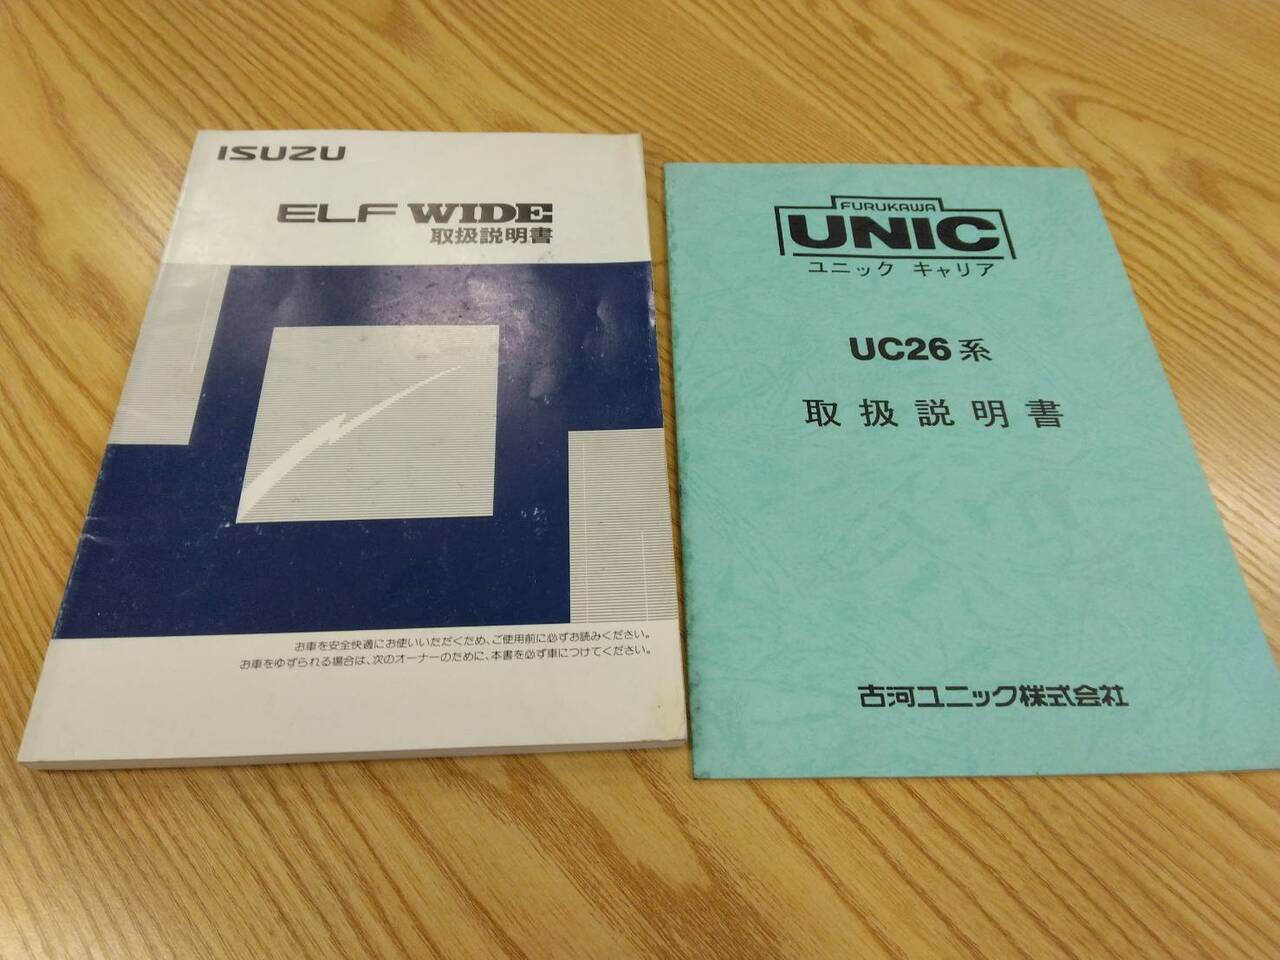 ISUZU
ELF WIDE
取扱説明書
お車を安全快適にお使いいただくため、ご使用前に必ずお読みください。
お車をゆずられる場合は、次のオーナーのために、本書を必ず車につけてください。
FURUKAWA
UNIC
ユニック キャリア
UC26系
取扱説明書
古河ユニック株式会社